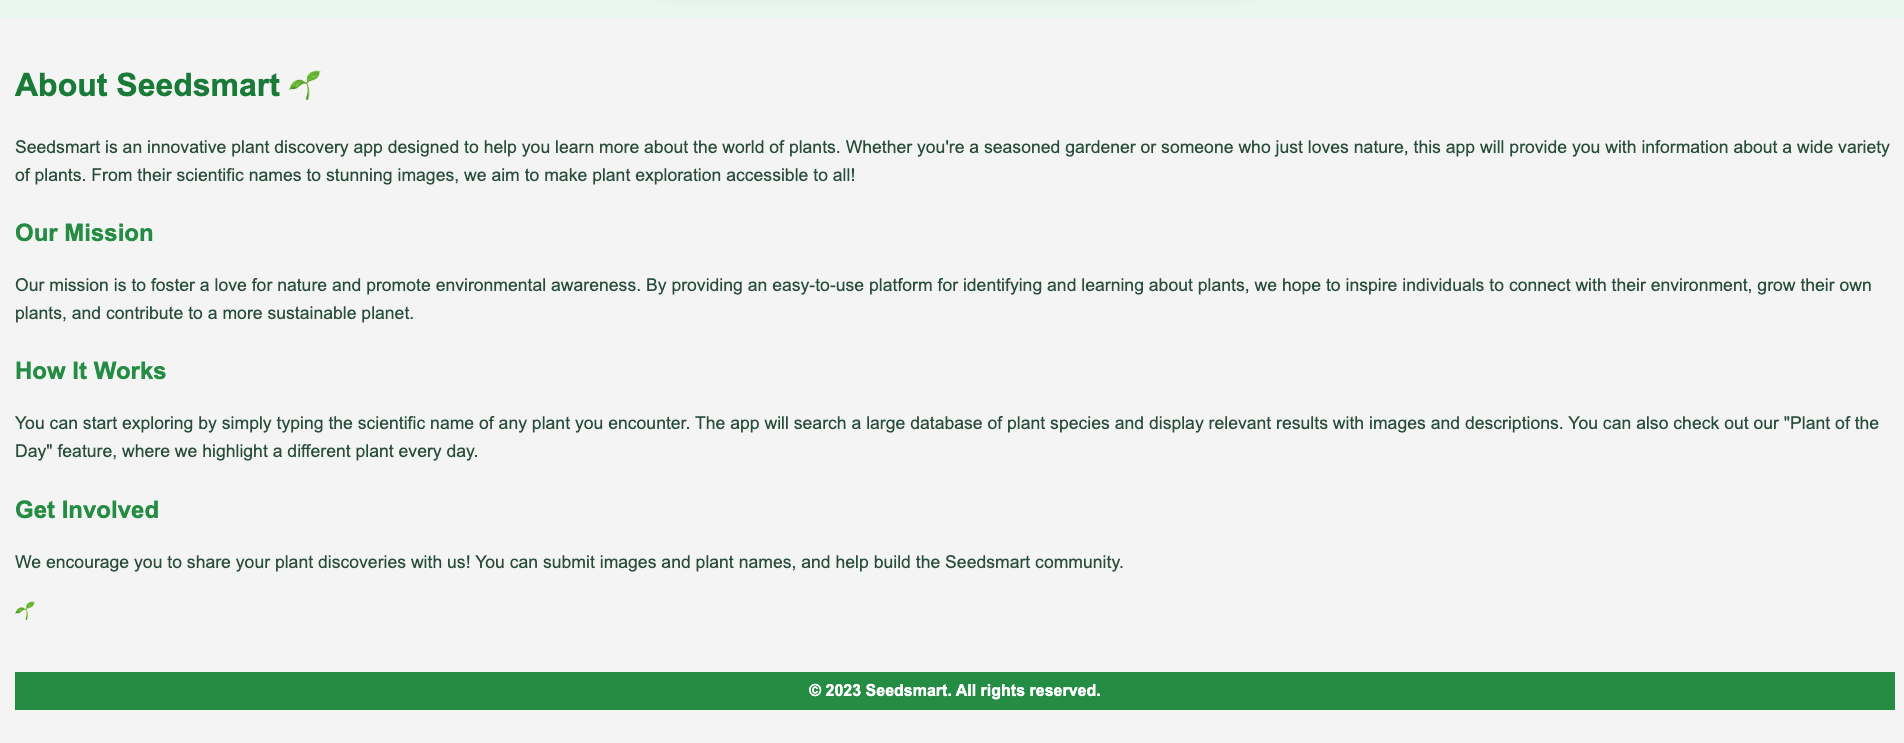 About Seedsmart 🌱
Seedsmart is an innovative plant discovery app designed to help you learn more about the world of plants. Whether you're a seasoned gardener or someone who just loves nature, this app will provide you with information about a wide variety
of plants. From their scientific names to stunning images, we aim to make plant exploration accessible to all!
Our Mission
Our mission is to foster a love for nature and promote environmental awareness. By providing an easy-to-use platform for identifying and learning about plants, we hope to inspire individuals to connect with their environment, grow their own
plants, and contribute to a more sustainable planet.
How It Works
You can start exploring by simply typing the scientific name of any plant you encounter. The app will search a large database of plant species and display relevant results with images and descriptions. You can also check out our "Plant of the
Day" feature, where we highlight a different plant every day.
Get Involved
We encourage you to share your plant discoveries with us! You can submit images and plant names, and help build the Seedsmart community.
🌱
© 2023 Seedsmart. All rights reserved.